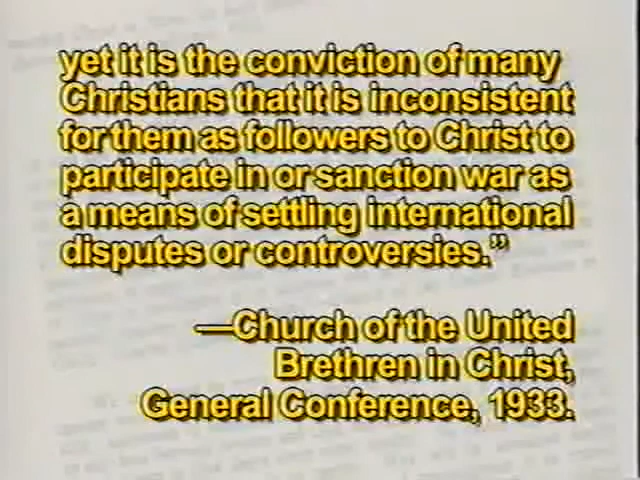 yet it is the conviction of many
Christians that it is inconsistent
for them as followers to Christ to
participate in or sanction war as
a means of settling international
disputes or controversies.”
—Church of the United
Brethren in Christ,
General Conference, 1933.